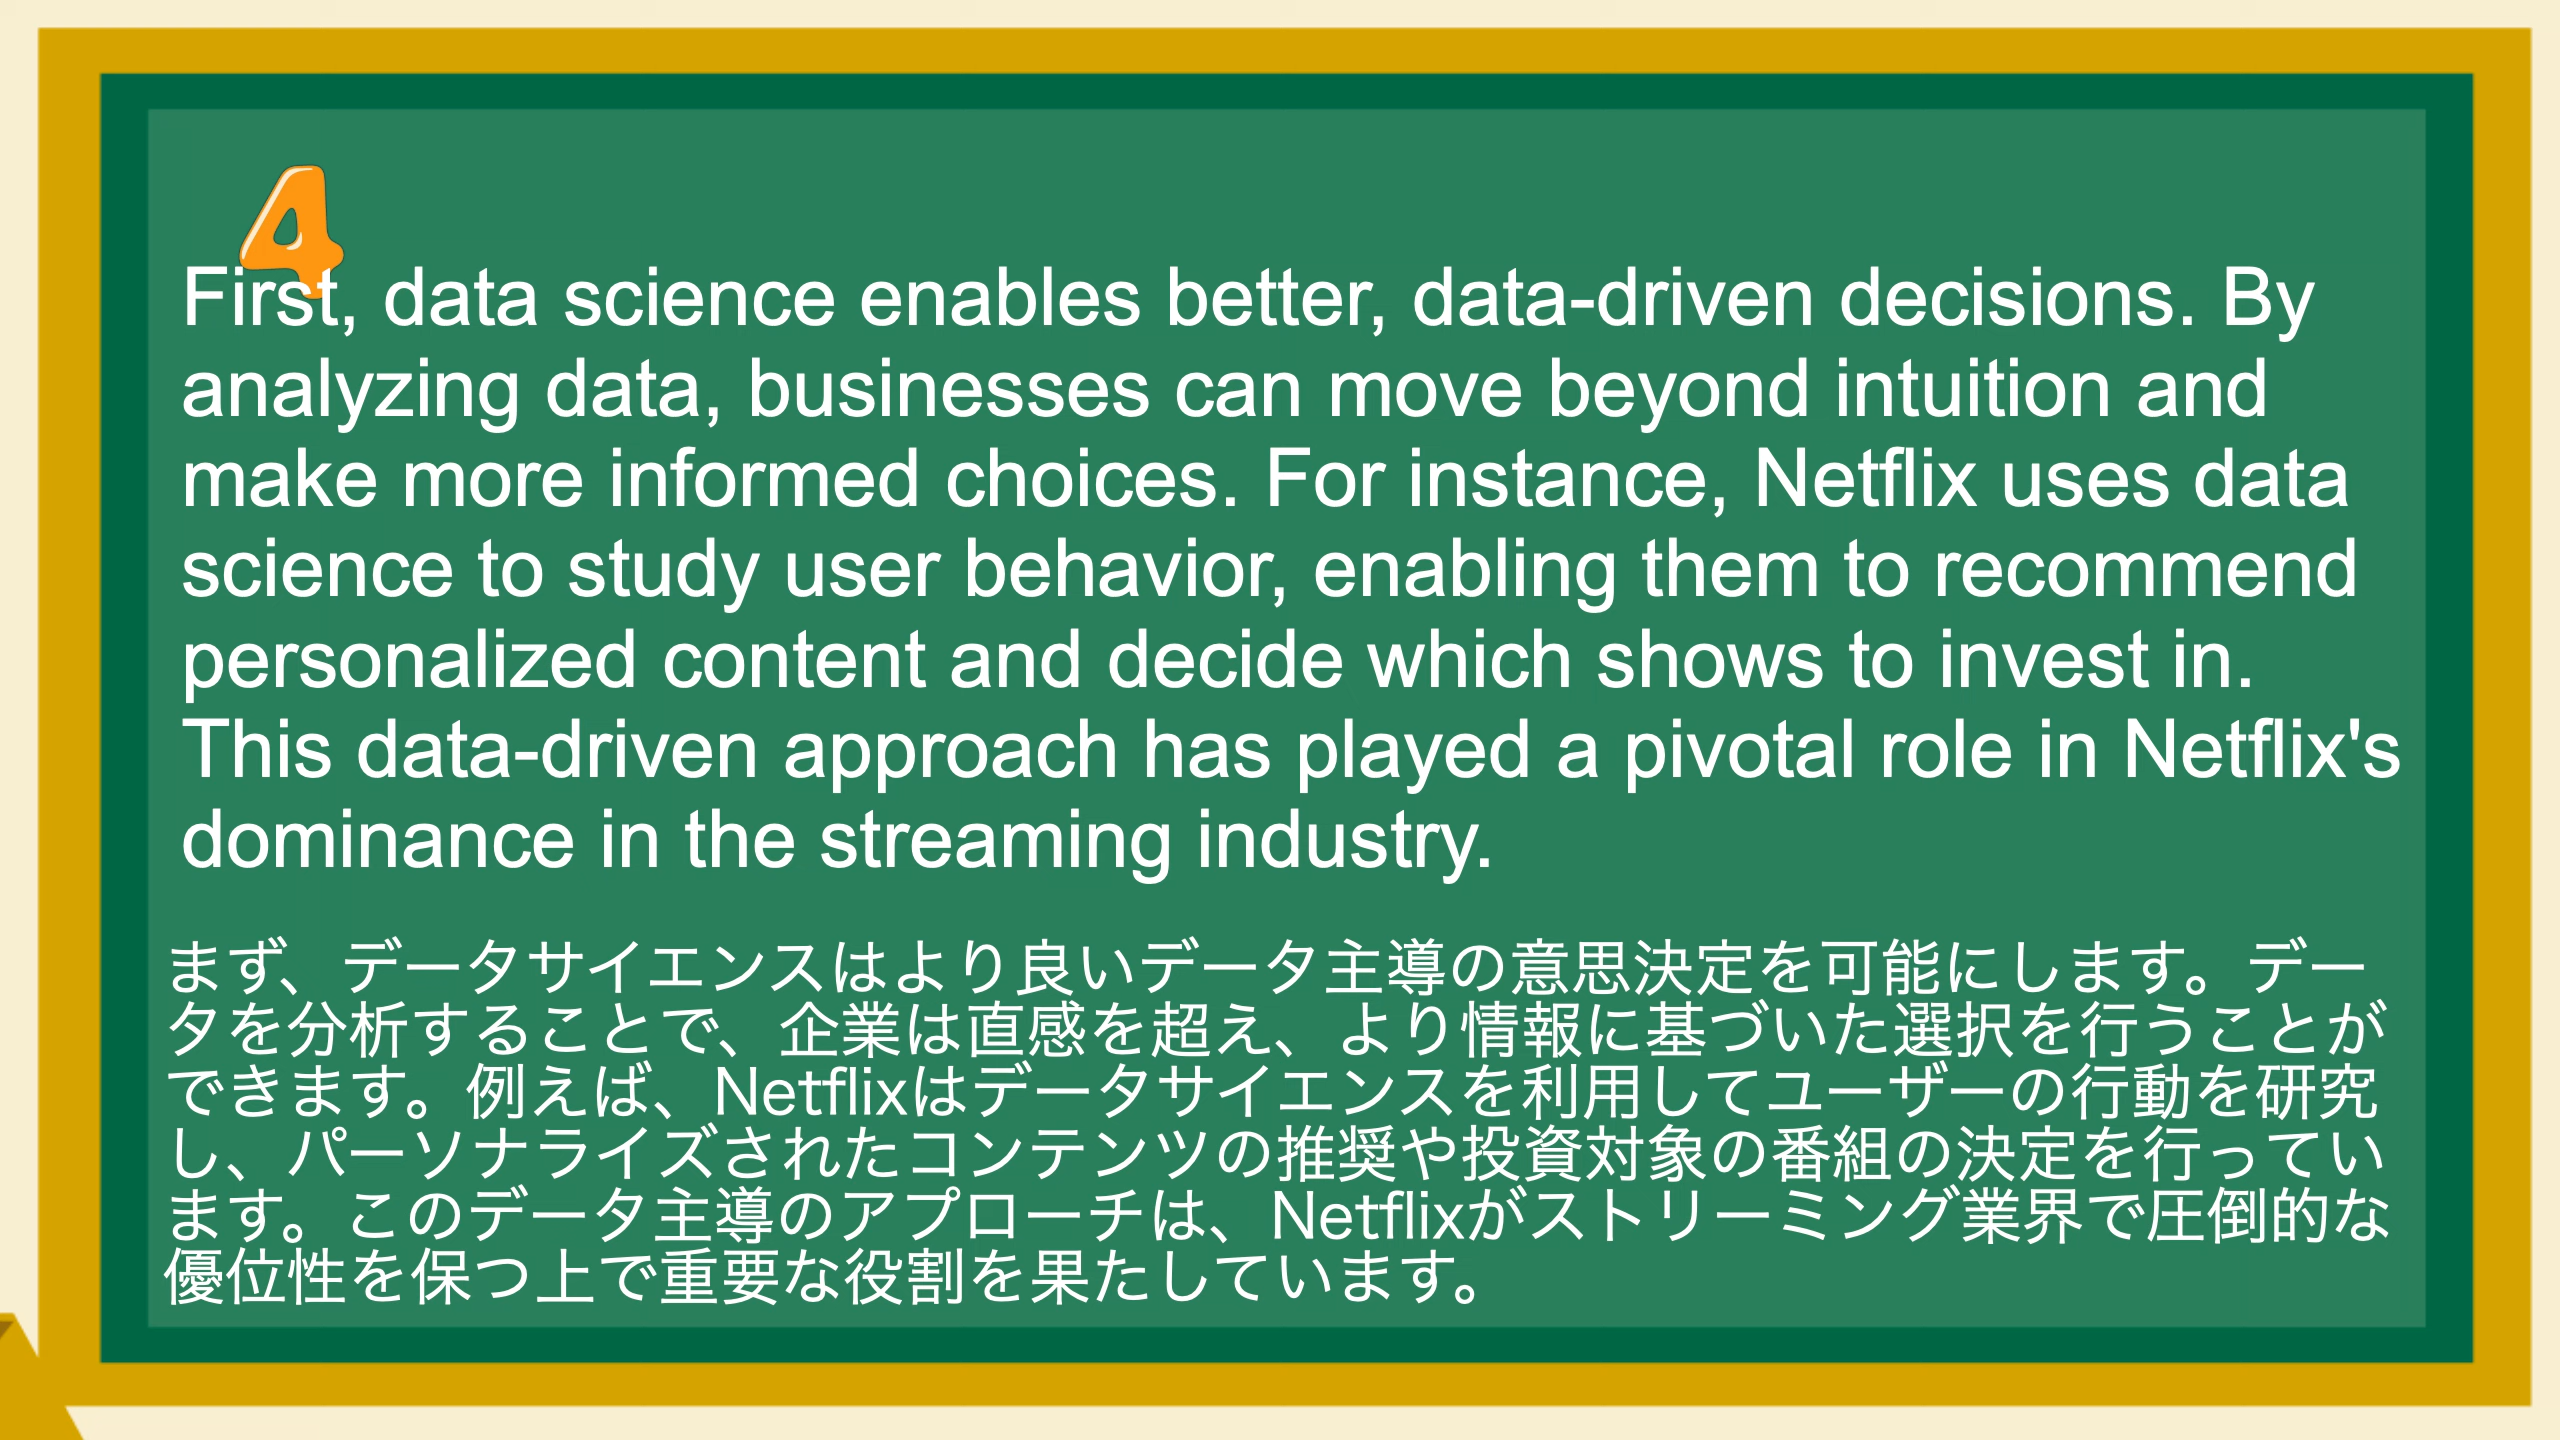 4
First, data science enables better, data-driven decisions. By
analyzing data, businesses can move beyond intuition and
make more informed choices. For instance, Netflix uses data
science to study user behavior, enabling them to recommend
personalized content and decide which shows to invest in.
This data-driven approach has played a pivotal role in Netflix's
dominance in the streaming industry.
まず、データサイエンスはより良いデータ主導の意思決定を可能にします。デー
タを分析することで、企業は直感を超え、より情報に基づいた選択を行うことが
できます。例えば、Netflixはデータサイエンスを利用してユーザーの行動を研究
し、パーソナライズされたコンテンツの推奨や投資対象の番組の決定を行ってい
ます。このデータ主導のアプローチは、Netflixがストリーミング業界で圧倒的な
優位性を保つ上で重要な役割を果たしています。